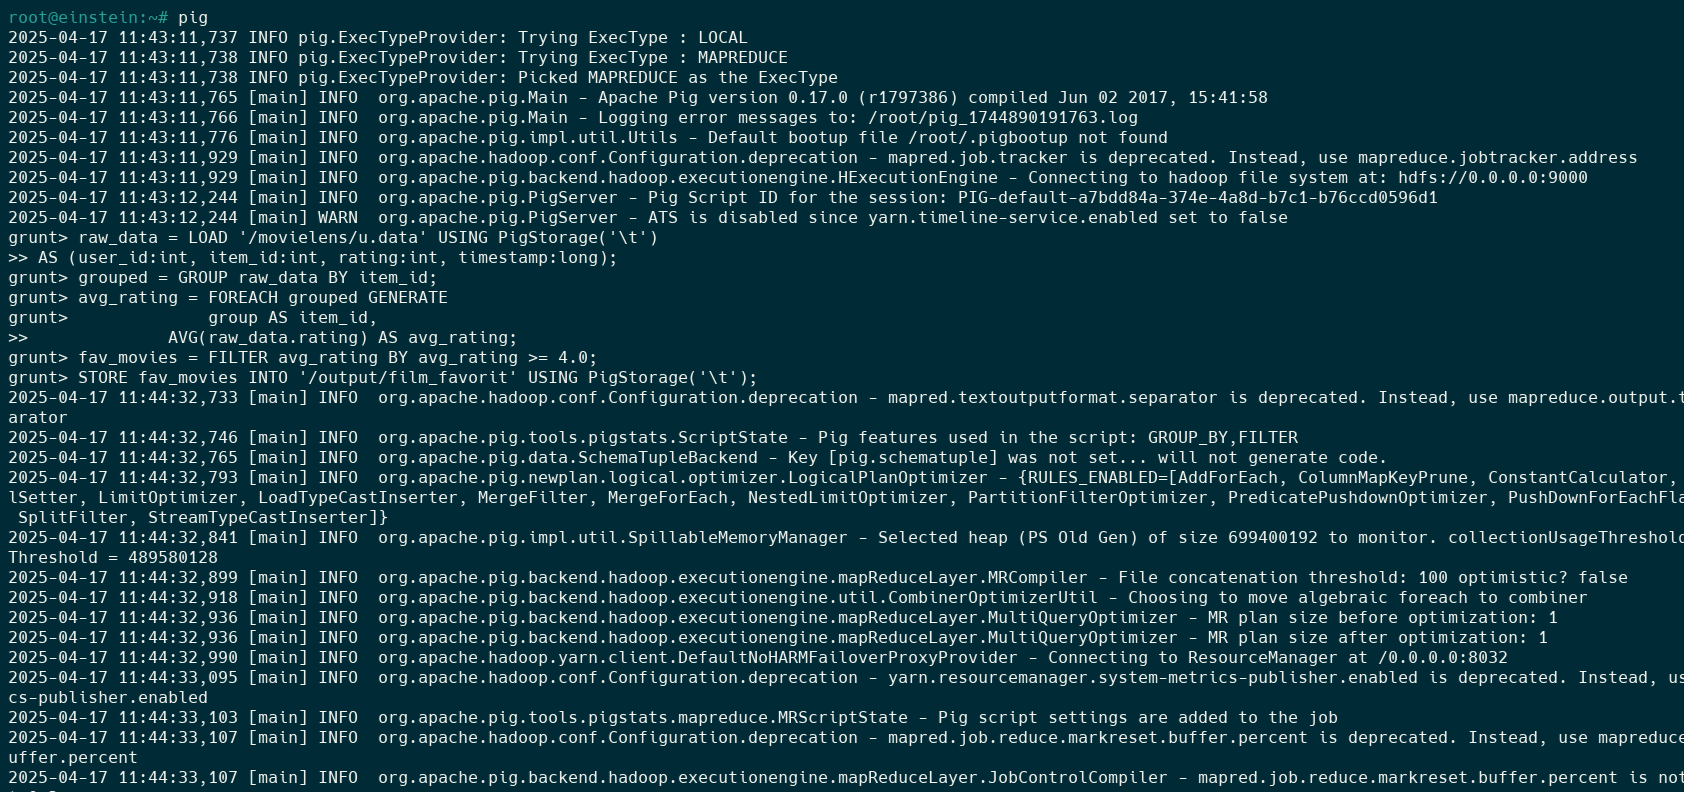 root@einstein:~# pig
2025-04-17 11:43:11,737 INFO pig.ExecTypeProvider: Trying ExecType : LOCAL
2025-04-17 11:43:11,738 INFO pig.ExecTypeProvider: Trying ExecType : MAPREDUCE
2025-04-17 11:43:11,738 INFO pig.ExecTypeProvider: Picked MAPREDUCE as the ExecType
2025-04-17 11:43:11,765 [main] INFO  org.apache.pig.Main - Apache Pig version 0.17.0 (r1797386) compiled Jun 02 2017, 15:41:58
2025-04-17 11:43:11,766 [main] INFO  org.apache.pig.Main - Logging error messages to: /root/pig_1744890191763.log
2025-04-17 11:43:11,776 [main] INFO  org.apache.pig.impl.util.Utils - Default bootup file /root/.pigbootup not found
2025-04-17 11:43:11,929 [main] INFO  org.apache.hadoop.conf.Configuration.deprecation - mapred.job.tracker is deprecated. Instead, use mapreduce.jobtracker.address
2025-04-17 11:43:11,929 [main] INFO  org.apache.pig.backend.hadoop.executionengine.HExecutionEngine - Connecting to hadoop file system at: hdfs://0.0.0.0:9000
2025-04-17 11:43:12,244 [main] INFO  org.apache.pig.PigServer - Pig Script ID for the session: PIG-default-a7bdd84a-374e-4a8d-b7c1-b76ccd0596d1
2025-04-17 11:43:12,244 [main] WARN  org.apache.pig.PigServer - ATS is disabled since yarn.timeline-service.enabled set to false
grunt> raw_data = LOAD '/movielens/u.data' USING PigStorage('\t')
>> AS (user_id:int, item_id:int, rating:int, timestamp:long);
grunt> grouped = GROUP raw_data BY item_id;
grunt> avg_rating = FOREACH grouped GENERATE
grunt>              group AS item_id,
>>              AVG(raw_data.rating) AS avg_rating;
grunt> fav_movies = FILTER avg_rating BY avg_rating >= 4.0;
grunt> STORE fav_movies INTO '/output/film_favorit' USING PigStorage('\t');
2025-04-17 11:44:32,733 [main] INFO  org.apache.hadoop.conf.Configuration.deprecation - mapred.textoutputformat.separator is deprecated. Instead, use mapreduce.output.t
arator
2025-04-17 11:44:32,746 [main] INFO  org.apache.pig.tools.pigstats.ScriptState - Pig features used in the script: GROUP_BY,FILTER
2025-04-17 11:44:32,765 [main] INFO  org.apache.pig.data.SchemaTupleBackend - Key [pig.schematuple] was not set... will not generate code.
2025-04-17 11:44:32,793 [main] INFO  org.apache.pig.newplan.logical.optimizer.LogicalPlanOptimizer - {RULES_ENABLED=[AddForEach, ColumnMapKeyPrune, ConstantCalculator,
lSetter, LimitOptimizer, LoadTypeCastInserter, MergeFilter, MergeForEach, NestedLimitOptimizer, PartitionFilterOptimizer, PredicatePushdownOptimizer, PushDownForEachFla
 SplitFilter, StreamTypeCastInserter]}
2025-04-17 11:44:32,841 [main] INFO  org.apache.pig.impl.util.SpillableMemoryManager - Selected heap (PS Old Gen) of size 699400192 to monitor. collectionUsageThreshold
Threshold = 489580128
2025-04-17 11:44:32,899 [main] INFO  org.apache.pig.backend.hadoop.executionengine.mapReduceLayer.MRCompiler - File concatenation threshold: 100 optimistic? false
2025-04-17 11:44:32,918 [main] INFO  org.apache.pig.backend.hadoop.executionengine.util.CombinerOptimizerUtil - Choosing to move algebraic foreach to combiner
2025-04-17 11:44:32,936 [main] INFO  org.apache.pig.backend.hadoop.executionengine.mapReduceLayer.MultiQueryOptimizer - MR plan size before optimization: 1
2025-04-17 11:44:32,936 [main] INFO  org.apache.pig.backend.hadoop.executionengine.mapReduceLayer.MultiQueryOptimizer - MR plan size after optimization: 1
2025-04-17 11:44:32,990 [main] INFO  org.apache.hadoop.yarn.client.DefaultNoHARMFailoverProxyProvider - Connecting to ResourceManager at /0.0.0.0:8032
2025-04-17 11:44:33,095 [main] INFO  org.apache.hadoop.conf.Configuration.deprecation - yarn.resourcemanager.system-metrics-publisher.enabled is deprecated. Instead, us
cs-publisher.enabled
2025-04-17 11:44:33,103 [main] INFO  org.apache.pig.tools.pigstats.mapreduce.MRScriptState - Pig script settings are added to the job
2025-04-17 11:44:33,107 [main] INFO  org.apache.hadoop.conf.Configuration.deprecation - mapred.job.reduce.markreset.buffer.percent is deprecated. Instead, use mapreduce
uffer.percent
2025-04-17 11:44:33,107 [main] INFO  org.apache.pig.backend.hadoop.executionengine.mapReduceLayer.JobControlCompiler - mapred.job.reduce.markreset.buffer.percent is not